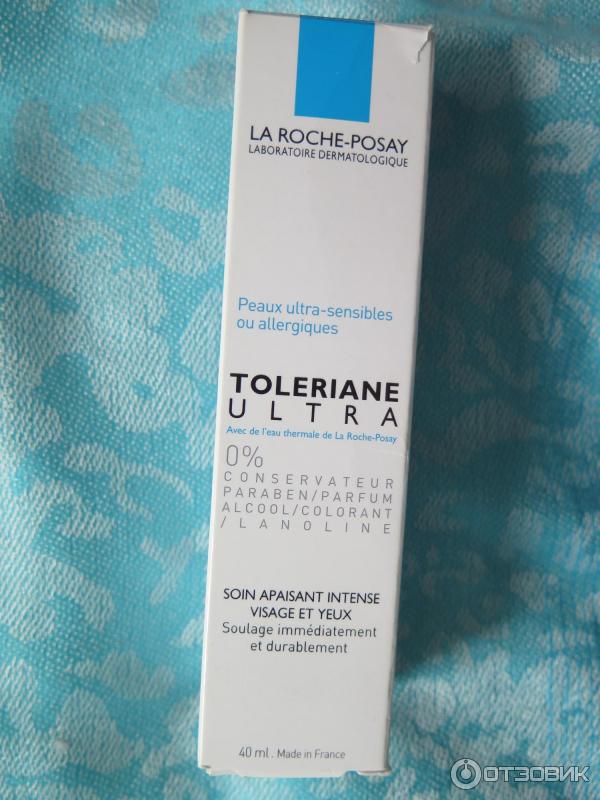 LA ROCHE-POSAY
LABORATOIRE DERMATOLOGIQUE
Peaux ultra-sensibles
ou allergiques
TOLERIANE
ULTRA
Avec de l'eau thermale de La Roche-Posay
0%
CONSERVATEUR
PARABEN/PARFUM
ALCOOL/COLORANT
/LANOLINE
SOIN APAISANT INTENSE
VISAGE ET YEUX
Soulage immédiatement
et durablement
40 ml. Made in France
ОТЗОВИК